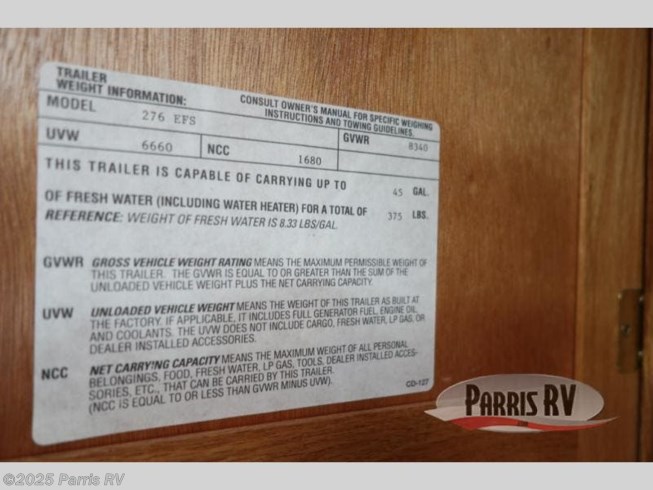 TRAILER
WEIGHT INFORMATION:
CONSULT OWNER'S MANUAL FOR SPECIFIC WEIGHING
INSTRUCTIONS AND TOWING GUIDELINES.
MODEL 276 EFS
GVWR 8340
UVW 6660 NCC 1680
THIS TRAILER IS CAPABLE OF CARRYING UP TO 45 GAL.
OF FRESH WATER (INCLUDING WATER HEATER) FOR A TOTAL OF 375 LBS.
REFERENCE: WEIGHT OF FRESH WATER IS 8.33 LBS/GAL.
GVWR GROSS VEHICLE WEIGHT RATING MEANS THE MAXIMUM PERMISSIBLE WEIGHT OF
THIS TRAILER. THE GVWR IS EQUAL TO OR GREATER THAN THE SUM OF THE
UNLOADED VEHICLE WEIGHT PLUS THE NET CARRYING CAPACITY.
UVW UNLOADED VEHICLE WEIGHT MEANS THE WEIGHT OF THIS TRAILER AS BUILT AT
THE FACTORY. IF APPLICABLE, IT INCLUDES FULL GENERATOR FUEL, ENGINE OIL,
AND COOLANTS. THE UVW DOES NOT INCLUDE CARGO, FRESH WATER, LP GAS, OR
DEALER INSTALLED ACCESSORIES.
NCC NET CARRYING CAPACITY MEANS THE MAXIMUM WEIGHT OF ALL PERSONAL
BELONGINGS, FOOD, FRESH WATER, LP GAS, TOOLS, DEALER INSTALLED ACCES-
SORIES, ETC., THAT CAN BE CARRIED BY THIS TRAILER.
(NCC IS EQUAL TO OR LESS THAN GVWR MINUS UVW).
CD-127
PARRIS RV
©2025 Parris RV